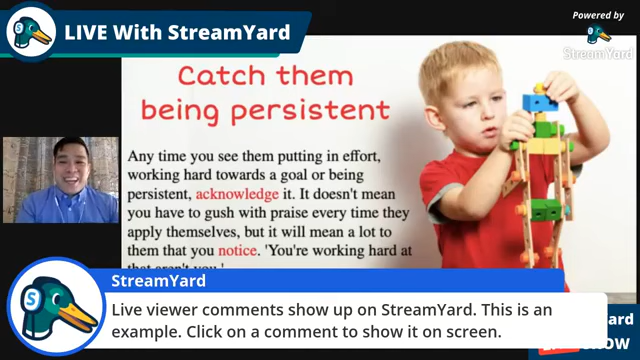 LIVE With StreamYard
Powered by
StreamYard
Catch them
being persistent
Any time you see them putting in effort,
working hard towards a goal or being
persistent, acknowledge it. It doesn't mean
you have to gush with praise every time they
apply themselves, but it will mean a lot to
them that you notice. 'You're working hard at
that aren't you.'
StreamYard
Live viewer comments show up on StreamYard. This is an
example. Click on a comment to show it on screen.